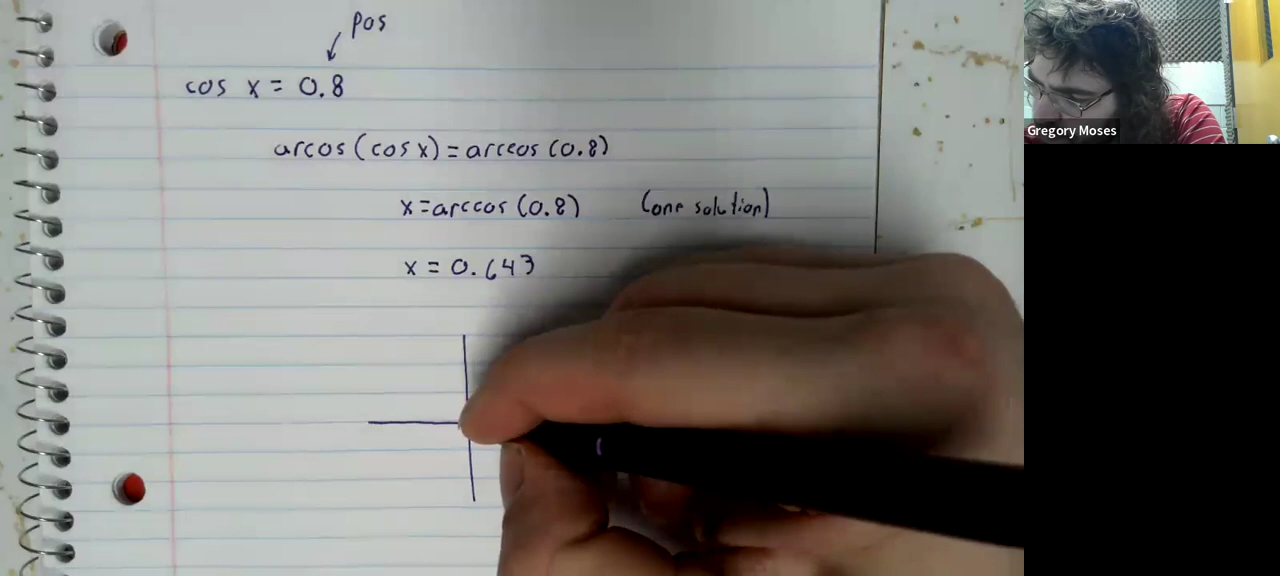 pos
cos x = 0.8
arcos (cos x) = arccos (0.8)
x = arccos (0.8) (one solution)
x = 0.643
Gregory Moses